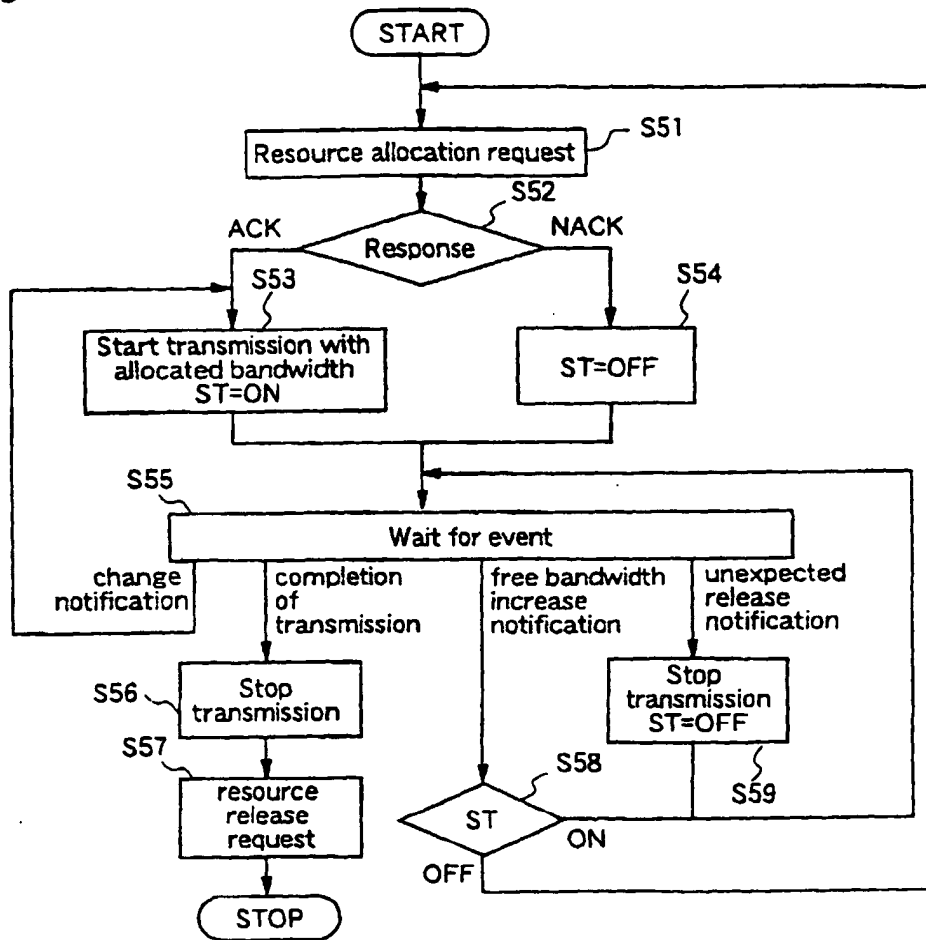 START
S51
Resource allocation request
S52
ACK
NACK
Response
S53
S54
Start transmission with
allocated bandwidth
ST=ON
ST=OFF
S55
Wait for event
change
notification
completion
of
transmission
free bandwidth
increase
notification
unexpected
release
notification
S56
Stop
transmission
Stop
transmission
ST=OFF
S57
S58
S59
resource
release
request
ST
ON
OFF
STOP